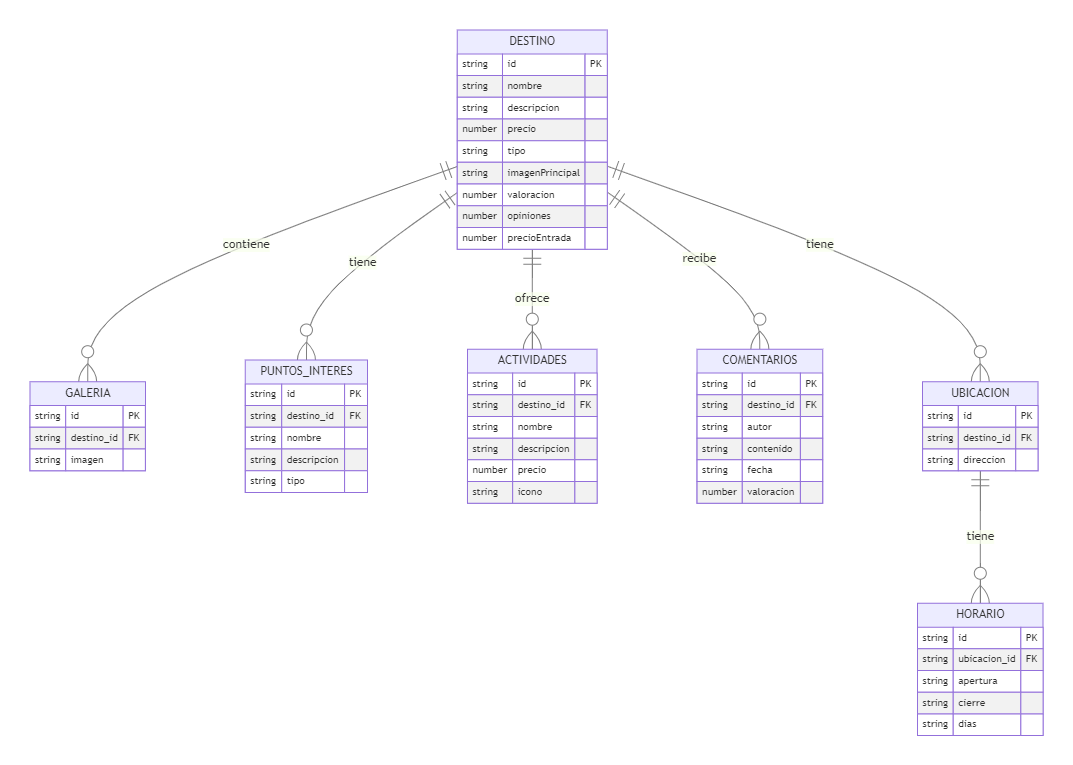 DESTINO
string id PK
string nombre
string descripcion
number precio
string tipo
string imagenPrincipal
number valoracion
number opiniones
number precioEntrada
contiene
tiene
ofrece
recibe
tiene
GALERIA
string id PK
string destino_id FK
string imagen
PUNTOS_INTERES
string id PK
string destino_id FK
string nombre
string descripcion
string tipo
ACTIVIDADES
string id PK
string destino_id FK
string nombre
string descripcion
number precio
string icono
COMENTARIOS
string id PK
string destino_id FK
string autor
string contenido
string fecha
number valoracion
UBICACION
string id PK
string destino_id FK
string direccion
tiene
HORARIO
string id PK
string ubicacion_id FK
string apertura
string cierre
string dias